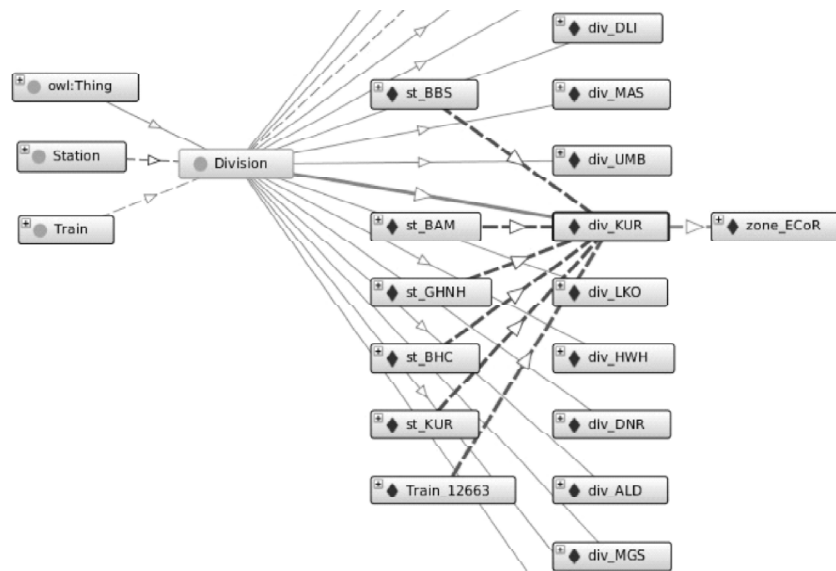 owl:Thing
Station
Train
Division
st_BBS
st_BAM
st_GHNH
st_BHC
st_KUR
Train_12663
div_DLI
div_MAS
div_UMB
div_KUR
div_LKO
div_HWH
div_DNR
div_ALD
div_MGS
zone_ECoR